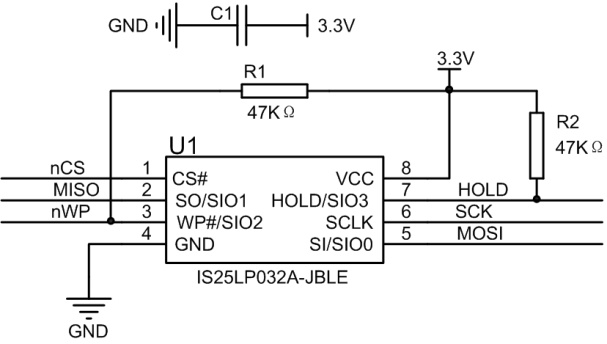 GND C1 3.3V
3.3V
R1
47KΩ
R2
47KΩ
U1
nCS 1 CS# VCC 8
MISO 2 SO/SIO1 HOLD/SIO3 7 HOLD
nWP 3 WP#/SIO2 SCLK 6 SCK
4 GND SI/SIO0 5 MOSI
IS25LP032A-JBLE
GND